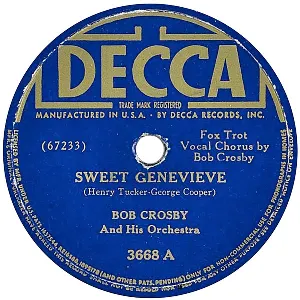 DECCA
TRADE MARK REGISTERED
MANUFACTURED IN U.S.A. - BY DECCA RECORDS, INC.
(67233)
Fox Trot
Vocal Chorus by
Bob Crosby
SWEET GENEVIEVE
(Henry Tucker-George Cooper)
BOB CROSBY
And His Orchestra
3668 A